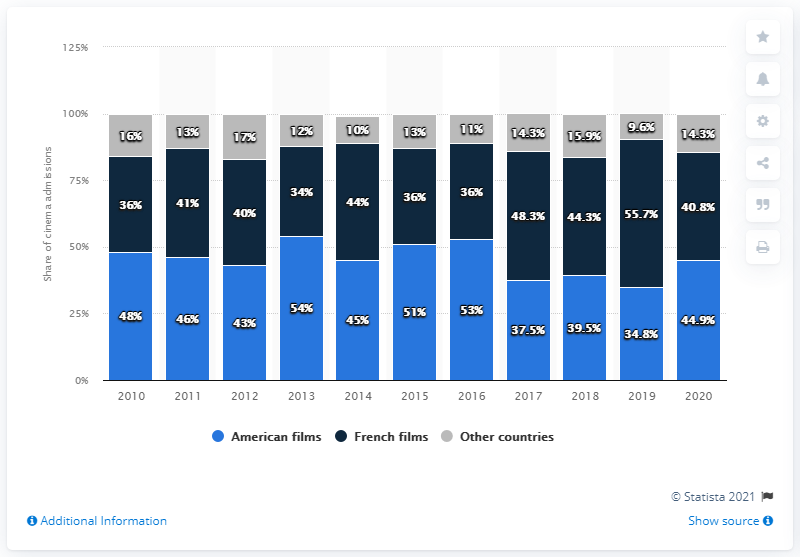 125%
100%
75%
50%
25%
0%
Share of cinema admissions
16% 13% 17% 12% 10% 13% 11% 14.3% 15.9% 9.6% 14.3%
36% 41% 40% 34% 44% 36% 36% 48.3% 44.3% 55.7% 40.8%
48% 46% 43% 54% 45% 51% 53% 37.5% 39.5% 34.8% 44.9%
2010 2011 2012 2013 2014 2015 2016 2017 2018 2019 2020
American films French films Other countries
© Statista 2021
Additional Information Show source